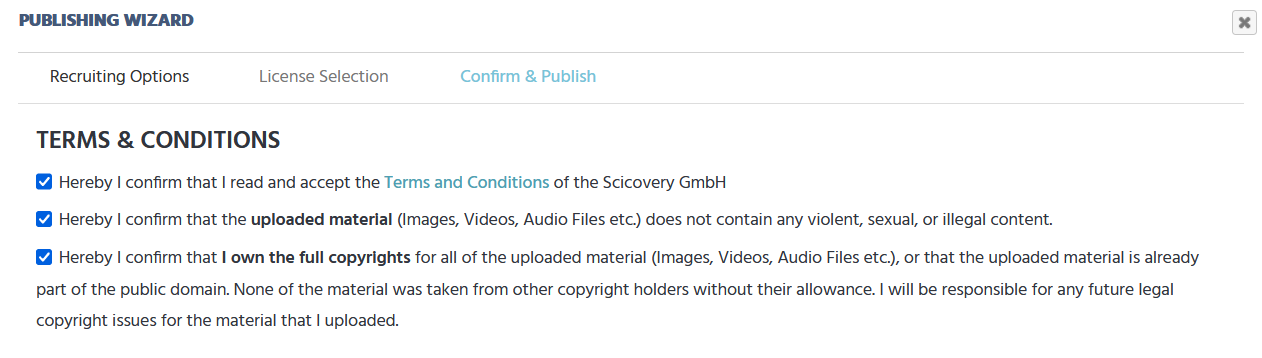 PUBLISHING WIZARD
Recruiting Options License Selection Confirm & Publish
TERMS & CONDITIONS
Hereby I confirm that I read and accept the Terms and Conditions of the Scicovery GmbH
Hereby I confirm that the uploaded material (Images, Videos, Audio Files etc.) does not contain any violent, sexual, or illegal content.
Hereby I confirm that I own the full copyrights for all of the uploaded material (Images, Videos, Audio Files etc.), or that the uploaded material is already
part of the public domain. None of the material was taken from other copyright holders without their allowance. I will be responsible for any future legal
copyright issues for the material that I uploaded.